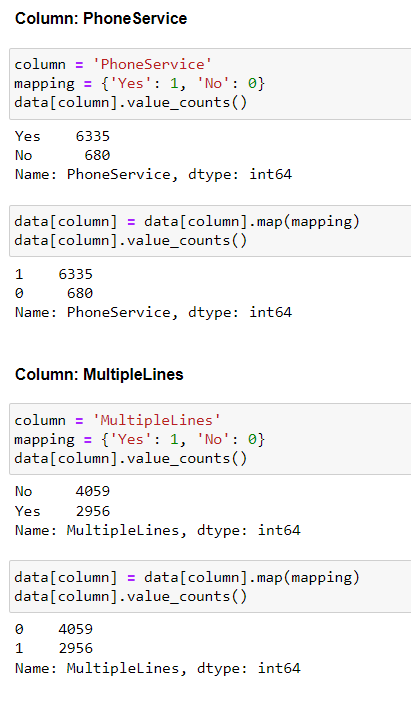 Column: PhoneService
column = 'PhoneService'
mapping = {'Yes': 1, 'No': 0}
data[column].value_counts()
Yes    6335
No      680
Name: PhoneService, dtype: int64
data[column] = data[column].map(mapping)
data[column].value_counts()
1    6335
0     680
Name: PhoneService, dtype: int64
Column: MultipleLines
column = 'MultipleLines'
mapping = {'Yes': 1, 'No': 0}
data[column].value_counts()
No     4059
Yes    2956
Name: MultipleLines, dtype: int64
data[column] = data[column].map(mapping)
data[column].value_counts()
0    4059
1    2956
Name: MultipleLines, dtype: int64